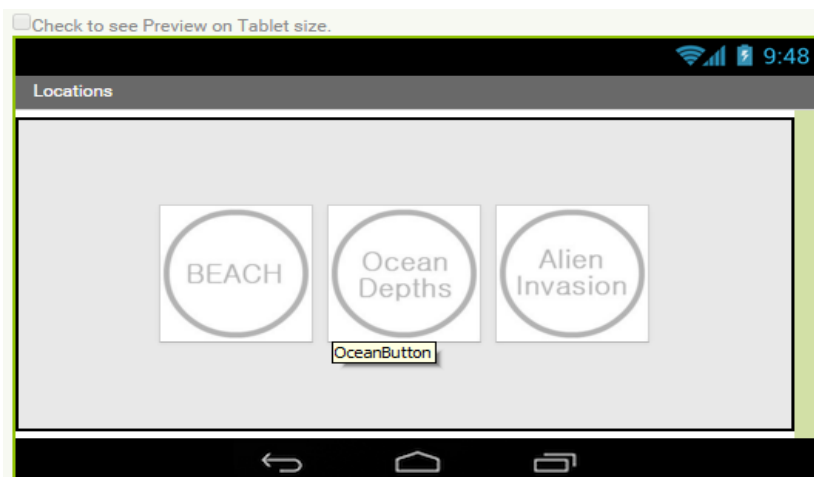 Check to see Preview on Tablet size.
9:48
Locations
BEACH
Ocean
Depths
Alien
Invasion
OceanButton